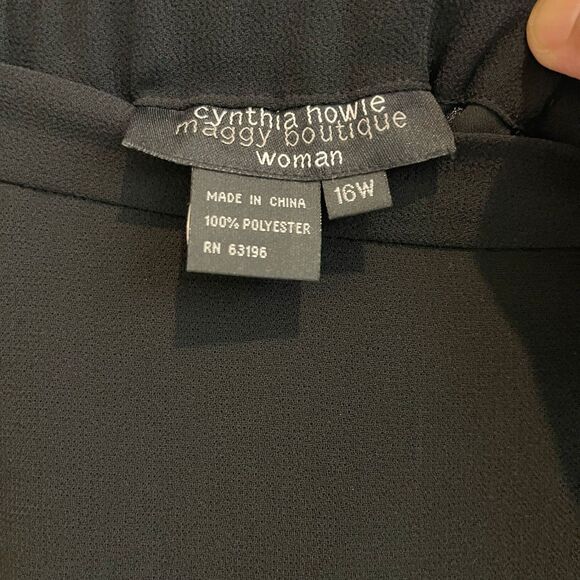 cynthia howie
maggy boutique
woman
16W
MADE IN CHINA
100% POLYESTER
RN 63196